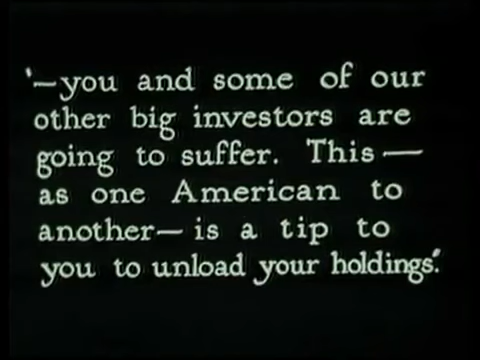 "—you and some of our
other big investors are
going to suffer. This —
as one American to
another— is a tip to
you to unload your holdings."